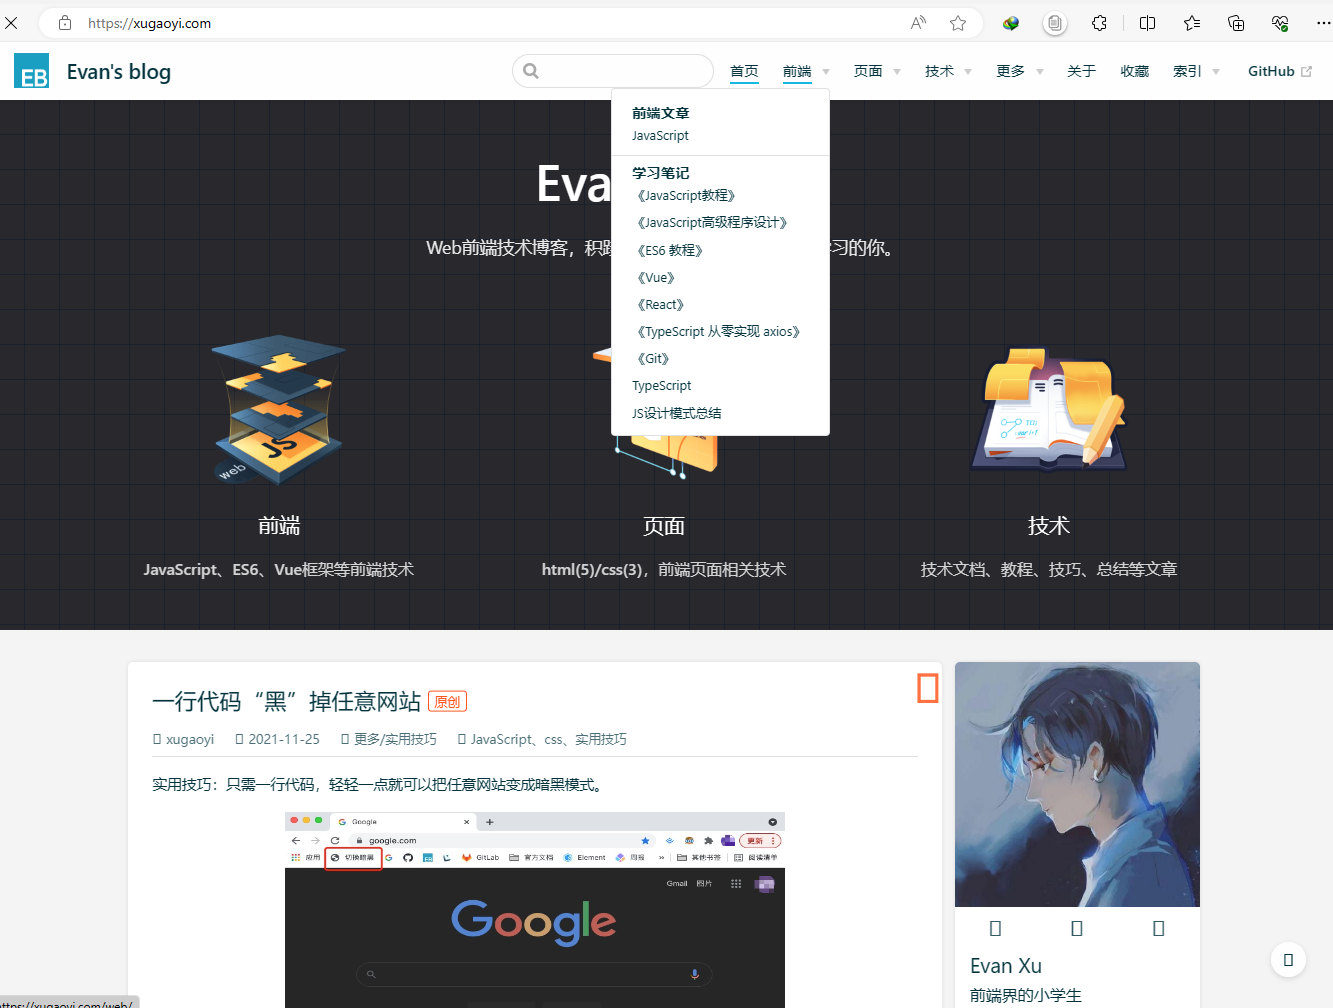 https://xugaoyi.com
EB
Evan's blog
首页
前端
页面
技术
更多
关于
收藏
索引
GitHub
前端文章
JavaScript
学习笔记
《JavaScript教程》
《JavaScript高级程序设计》
《ES6 教程》
《Vue》
《React》
《TypeScript 从零实现 axios》
《Git》
TypeScript
JS设计模式总结
Eva
Web前端技术博客，积
习的你。
JS
web
前端
JavaScript、ES6、Vue框架等前端技术
页面
html(5)/css(3)，前端页面相关技术
技术
技术文档、教程、技巧、总结等文章
一行代码“黑”掉任意网站 原创
xugaoyi 2021-11-25 更多/实用技巧 JavaScript、css、实用技巧
实用技巧：只需一行代码，轻轻一点就可以把任意网站变成暗黑模式。
Google
google.com
更新
应用 切换暗黑 GitLab 官方文档 Element 周报 » 其他书签 阅读清单
Gmail 图片
Google
Evan Xu
前端界的小学生
https://xugaoyi.com/web/